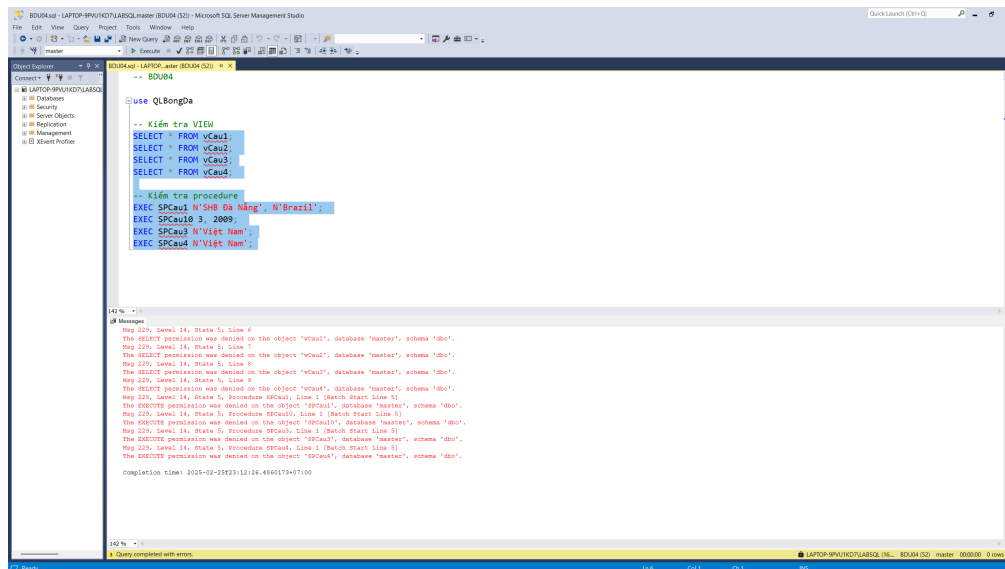 BDU04.sql - LAPTOP-9PVU1KD7\LABSQL.master (BDU04 (52)) - Microsoft SQL Server Management Studio
Quick Launch (Ctrl+Q)
File Edit View Query Project Tools Window Help
New Query
master
Execute
Object Explorer
BDU04.sql - LAPTOP...aster (BDU04 (52))
Connect
LAPTOP-9PVU1KD7\LABSQL
Databases
Security
Server Objects
Replication
Management
XEvent Profiler
-- BDU04
use QLBongDa
-- Kiểm tra VIEW
SELECT * FROM vCau1;
SELECT * FROM vCau2;
SELECT * FROM vCau3;
SELECT * FROM vCau4;
-- Kiểm tra procedure
EXEC SPCau1 N'SHB Đà Nẵng', N'Brazil';
EXEC SPCau10 3, 2009;
EXEC SPCau3 N'Việt Nam';
EXEC SPCau4 N'Việt Nam';
142 %
Messages
Msg 229, Level 14, State 5, Line 6
The SELECT permission was denied on the object 'vCau1', database 'master', schema 'dbo'.
Msg 229, Level 14, State 5, Line 7
The SELECT permission was denied on the object 'vCau2', database 'master', schema 'dbo'.
Msg 229, Level 14, State 5, Line 8
The SELECT permission was denied on the object 'vCau3', database 'master', schema 'dbo'.
Msg 229, Level 14, State 5, Line 9
The SELECT permission was denied on the object 'vCau4', database 'master', schema 'dbo'.
Msg 229, Level 14, State 5, Procedure SPCau1, Line 1 [Batch Start Line 5]
The EXECUTE permission was denied on the object 'SPCau1', database 'master', schema 'dbo'.
Msg 229, Level 14, State 5, Procedure SPCau10, Line 1 [Batch Start Line 5]
The EXECUTE permission was denied on the object 'SPCau10', database 'master', schema 'dbo'.
Msg 229, Level 14, State 5, Procedure SPCau3, Line 1 [Batch Start Line 5]
The EXECUTE permission was denied on the object 'SPCau3', database 'master', schema 'dbo'.
Msg 229, Level 14, State 5, Procedure SPCau4, Line 1 [Batch Start Line 5]
The EXECUTE permission was denied on the object 'SPCau4', database 'master', schema 'dbo'.
Completion time: 2025-02-25T23:12:26.4860173+07:00
142 %
Query completed with errors.
LAPTOP-9PVU1KD7\LABSQL (16... BDU04 (52) master 00:00:00 0 rows
Ready
Ln 6 Col 1 Ch 1 INS